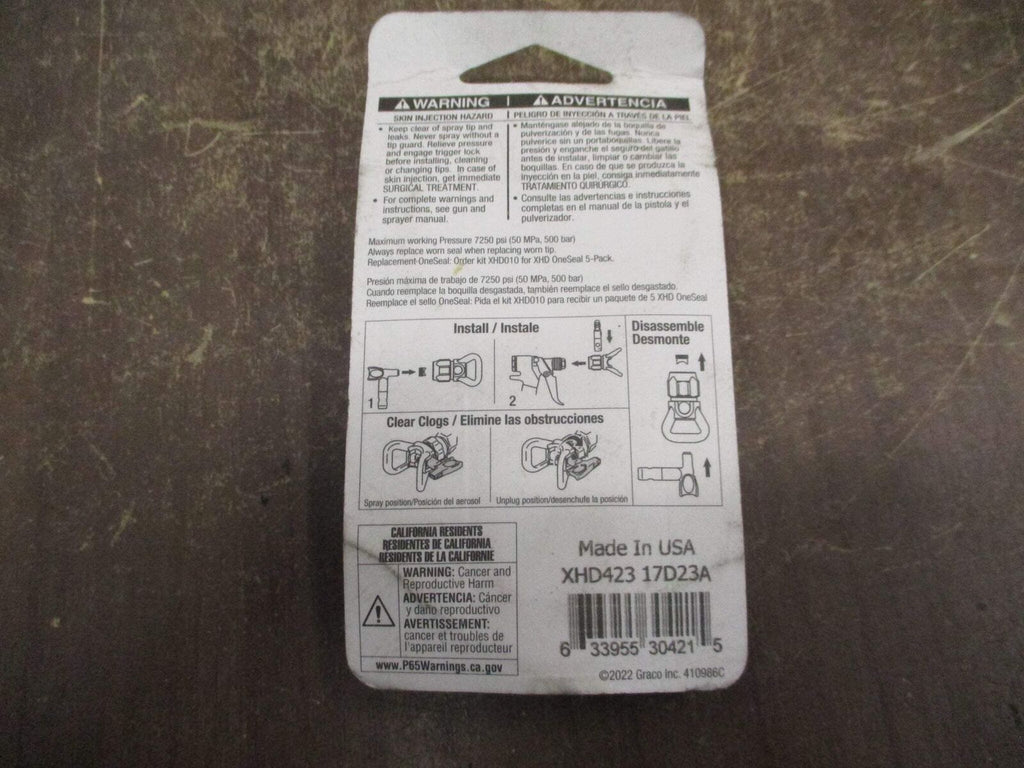 WARNING
SKIN INJECTION HAZARD
• Keep clear of spray tip and
leaks. Never spray without a
tip guard. Relieve pressure
and engage trigger lock
before installing, cleaning
or changing tips. In case of
skin injection, get immediate
SURGICAL TREATMENT.
• For complete warnings and
instructions, see gun and
sprayer manual.
ADVERTENCIA
PELIGRO DE INYECCIÓN A TRAVÉS DE LA PIEL
• Manténgase alejado de la boquilla de
pulverización y de las fugas. Nunca
pulverice sin un portaboquillas. Libere la
presión y enganche el seguro del gatillo
antes de instalar, limpiar o cambiar las
boquillas. En caso de que se produzca la
inyección en la piel, consiga inmediatamente
TRATAMIENTO QUIRÚRGICO.
• Consulte las advertencias e instrucciones
completas en el manual de la pistola y el
pulverizador.
Maximum working Pressure 7250 psi (50 MPa, 500 bar)
Always replace worn seal when replacing worn tip.
Replacement OneSeal: Order kit XHD010 for XHD OneSeal 5-Pack.
Presión máxima de trabajo de 7250 psi (50 MPa, 500 bar)
Cuando reemplace la boquilla desgastada, también reemplace el sello desgastado.
Reemplace el sello OneSeal: Pida el kit XHD010 para recibir un paquete de 5 XHD OneSeal
Install / Instale
1
2
Disassemble
Desmonte
Clear Clogs / Elimine las obstrucciones
Spray position/Posición del aerosol
Unplug position/desenchufe la posición
CALIFORNIA RESIDENTS
RESIDENTES DE CALIFORNIA
RÉSIDENTS DE LA CALIFORNIE
WARNING: Cancer and
Reproductive Harm
ADVERTENCIA: Cáncer
y daño reproductivo
AVERTISSEMENT:
cancer et troubles de
l'appareil reproducteur
www.P65Warnings.ca.gov
Made In USA
XHD423 17D23A
6 33955 30421 5
©2022 Graco Inc. 410986C